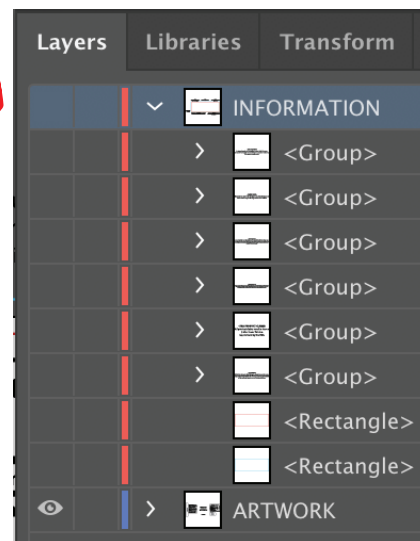 Layers Libraries Transform
INFORMATION
<Group>
<Group>
<Group>
<Group>
<Group>
<Group>
<Rectangle>
<Rectangle>
ARTWORK